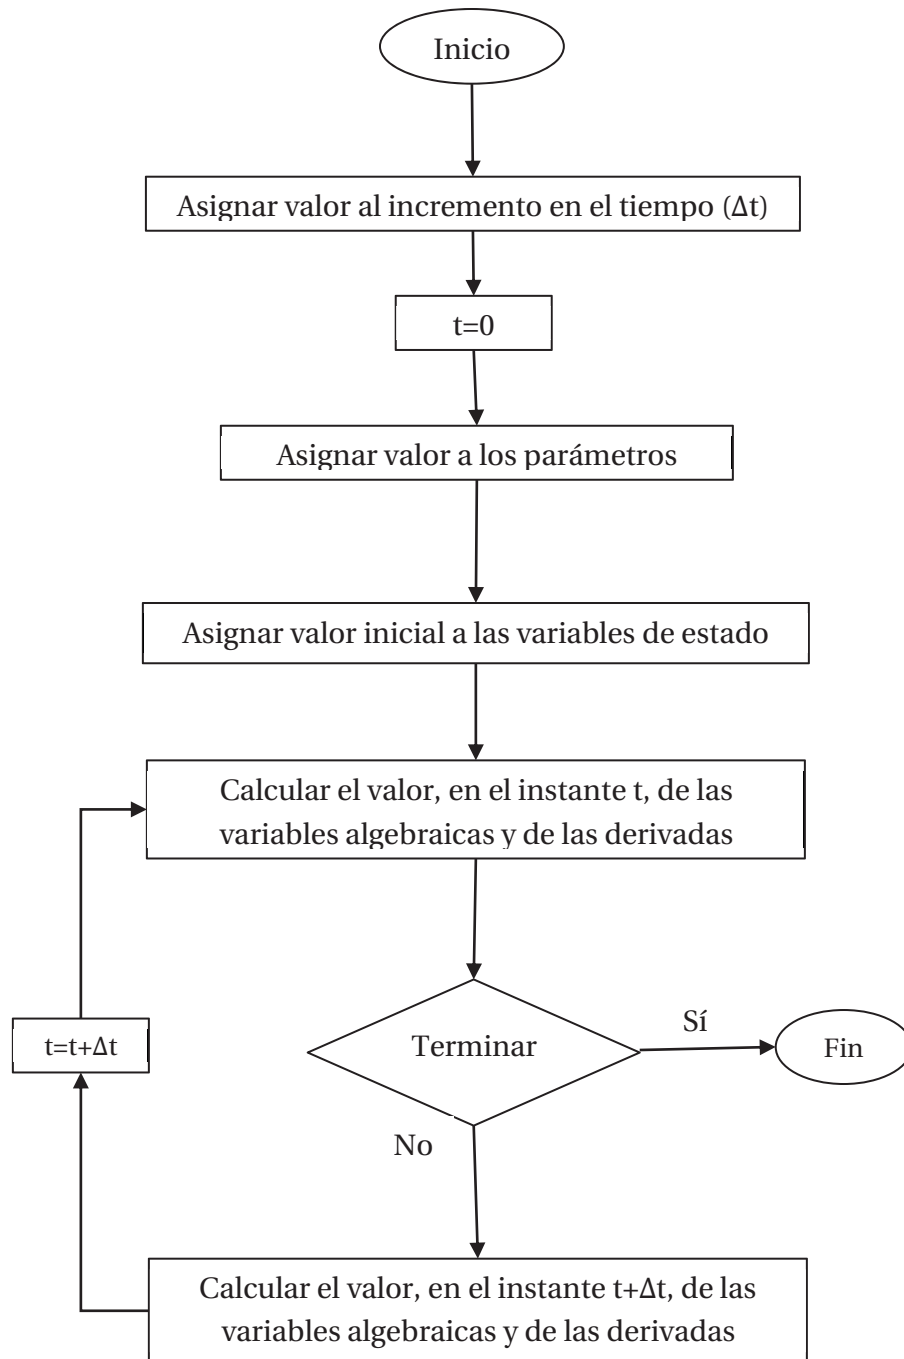 Inicio
Asignar valor al incremento en el tiempo (Δt)
t=0
Asignar valor a los parámetros
Asignar valor inicial a las variables de estado
Calcular el valor, en el instante t, de las
variables algebraicas y de las derivadas
Terminar
Sí
Fin
No
t=t+Δt
Calcular el valor, en el instante t+Δt, de las
variables algebraicas y de las derivadas